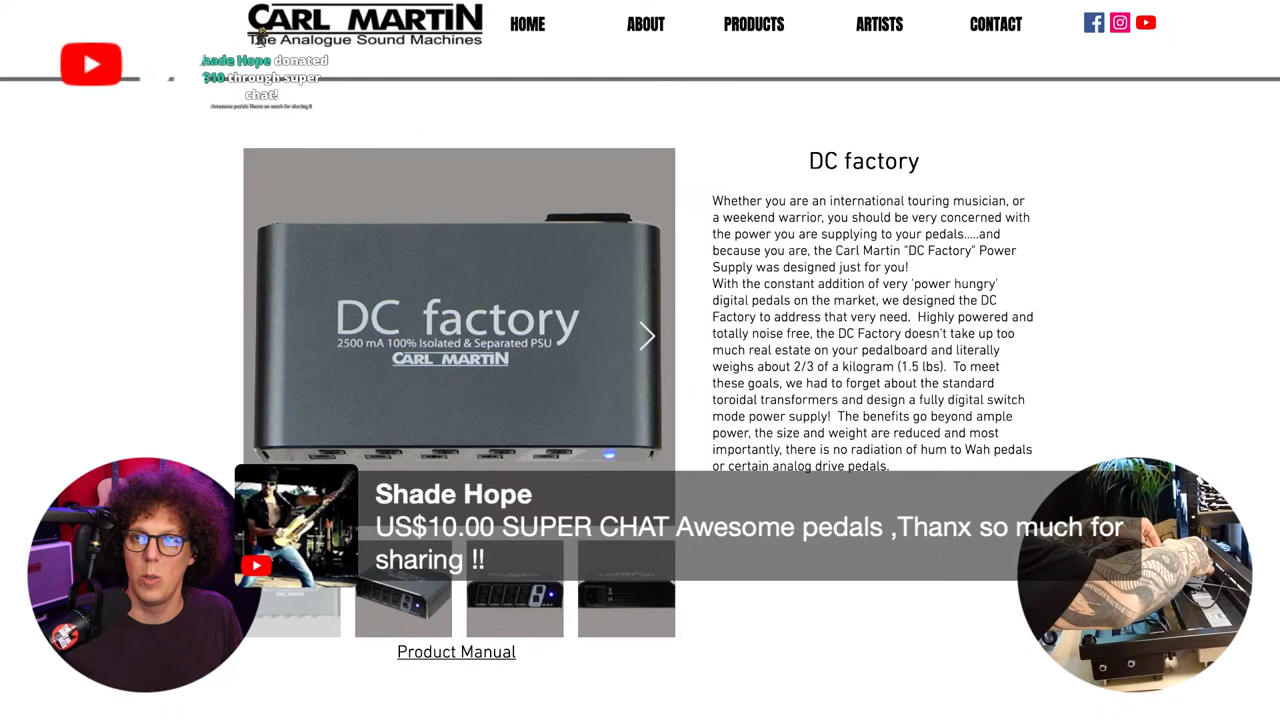 CARL MARTIN
The Analogue Sound Machines
HOME
ABOUT
PRODUCTS
ARTISTS
CONTACT
Shade Hope donated
$10 through super
chat!
Awesome pedals ,Thanx so much for sharing !!
DC factory
Whether you are an international touring musician, or
a weekend warrior, you should be very concerned with
the power you are supplying to your pedals.....and
because you are, the Carl Martin "DC Factory" Power
Supply was designed just for you!
With the constant addition of very 'power hungry'
digital pedals on the market, we designed the DC
Factory to address that very need. Highly powered and
totally noise free, the DC Factory doesn't take up too
much real estate on your pedalboard and literally
weighs about 2/3 of a kilogram (1.5 lbs). To meet
these goals, we had to forget about the standard
toroidal transformers and design a fully digital switch
mode power supply! The benefits go beyond ample
power, the size and weight are reduced and most
importantly, there is no radiation of hum to Wah pedals
or certain analog drive pedals.
DC factory
2500 mA 100% Isolated & Separated PSU
CARL MARTIN
Shade Hope
US$10.00 SUPER CHAT Awesome pedals ,Thanx so much for
sharing !!
Product Manual